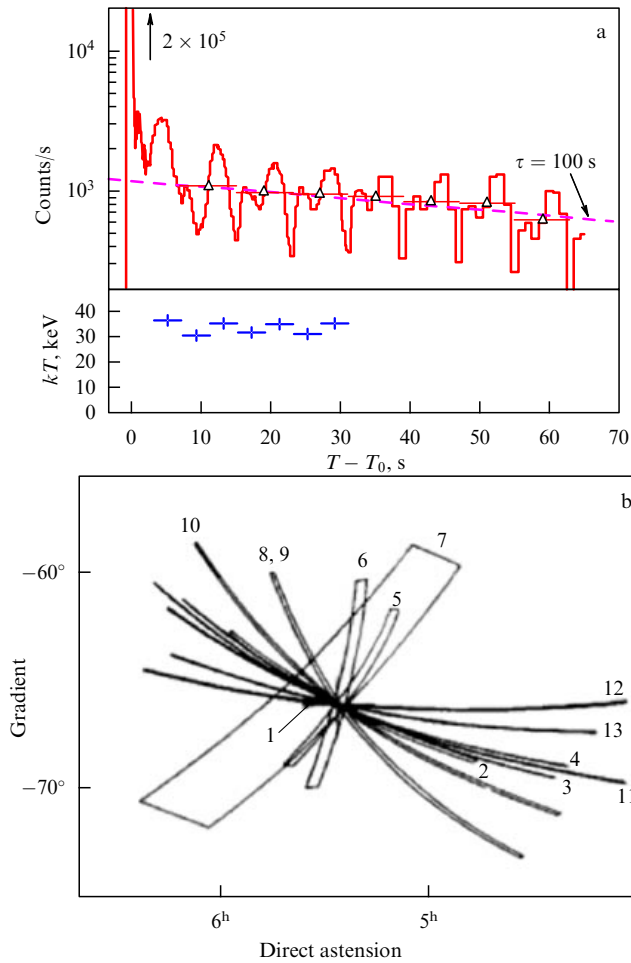 a
10⁴
2 × 10⁵
Counts/s
τ = 100 s
10³
40
30
20
10
0
kT, keV
0 10 20 30 40 50 60 70
T − T₀, s
b
10
8, 9
6
7
5
−60°
Gradient
1
12
13
2
4
3
11
−70°
6ʰ 5ʰ
Direct astension